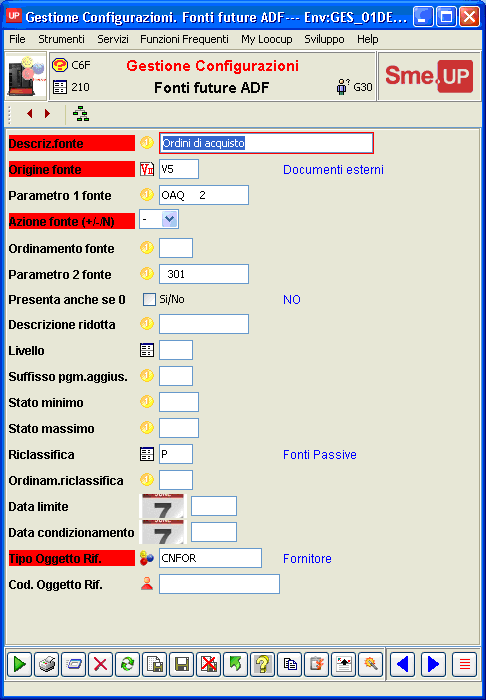 UP Gestione Configurazioni. Fonti future ADF--- Env:GES_01DE...
File Strumenti Servizi Funzioni Frequenti My Loocup Sviluppo Help
C6F Gestione Configurazioni
210 Fonti future ADF G30
Sme.UP
Descriz.fonte Ordini di acquisto
Origine fonte V5 Documenti esterni
Parametro 1 fonte OAQ 2
Azione fonte (+/-/N) -
Ordinamento fonte
Parametro 2 fonte 301
Presenta anche se 0 Si/No NO
Descrizione ridotta
Livello
Suffisso pgm.aggius.
Stato minimo
Stato massimo
Riclassifica P Fonti Passive
Ordinam.riclassifica
Data limite 7
Data condizionamento 7
Tipo Oggetto Rif. CNFOR Fornitore
Cod. Oggetto Rif.